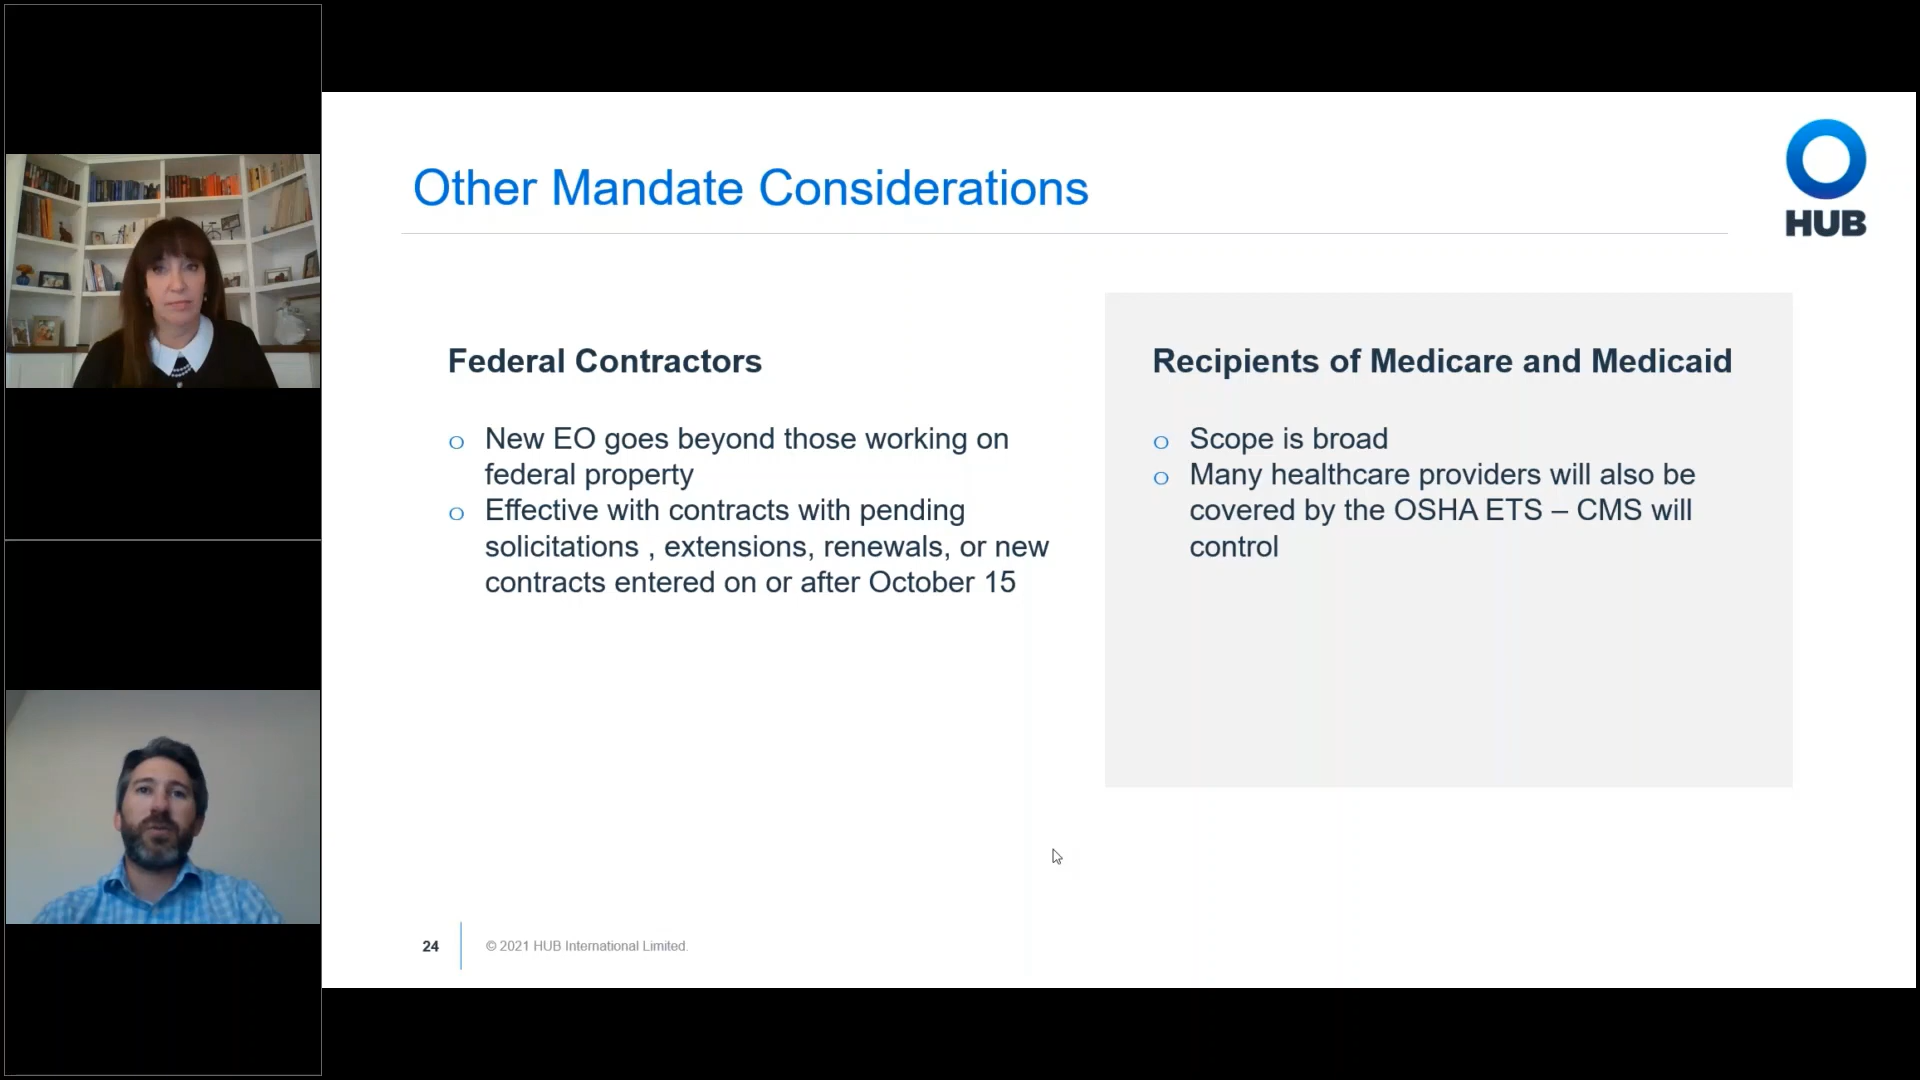 Other Mandate Considerations
HUB
Federal Contractors
o New EO goes beyond those working on
federal property
o Effective with contracts with pending
solicitations , extensions, renewals, or new
contracts entered on or after October 15
Recipients of Medicare and Medicaid
o Scope is broad
o Many healthcare providers will also be
covered by the OSHA ETS – CMS will
control
24
© 2021 HUB International Limited.